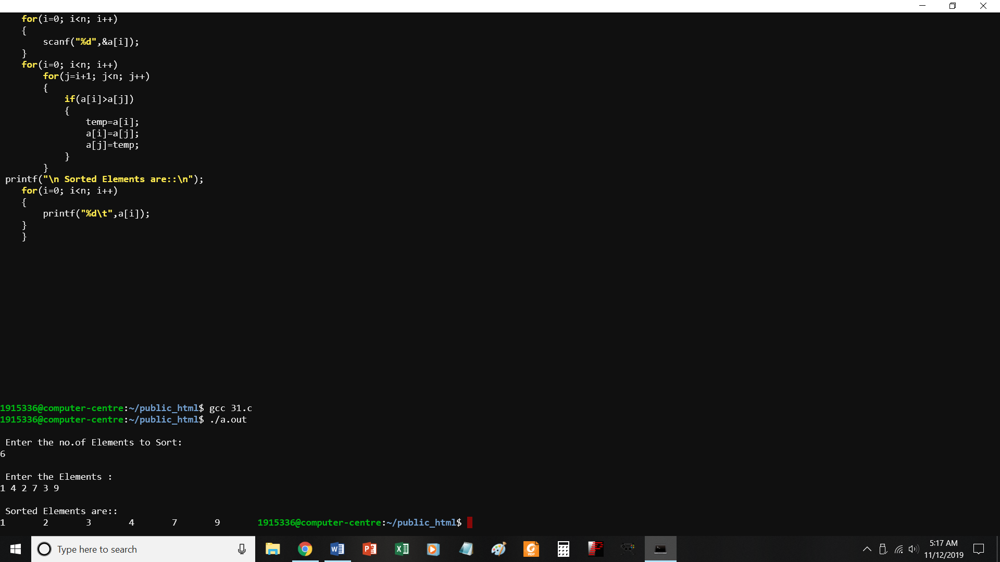 for(i=0; i<n; i++)
{
scanf("%d",&a[i]);
}
for(i=0; i<n; i++)
for(j=i+1; j<n; j++)
{
if(a[i]>a[j])
{
temp=a[i];
a[i]=a[j];
a[j]=temp;
}
}
printf("\n Sorted Elements are::\n");
for(i=0; i<n; i++)
{
printf("%d\t",a[i]);
}
}
1915336@computer-centre:~/public_html$ gcc 31.c
1915336@computer-centre:~/public_html$ ./a.out
Enter the no.of Elements to Sort:
6
Enter the Elements :
1 4 2 7 3 9
Sorted Elements are::
1 2 3 4 7 9 1915336@computer-centre:~/public_html$
Type here to search
5:17 AM
11/12/2019